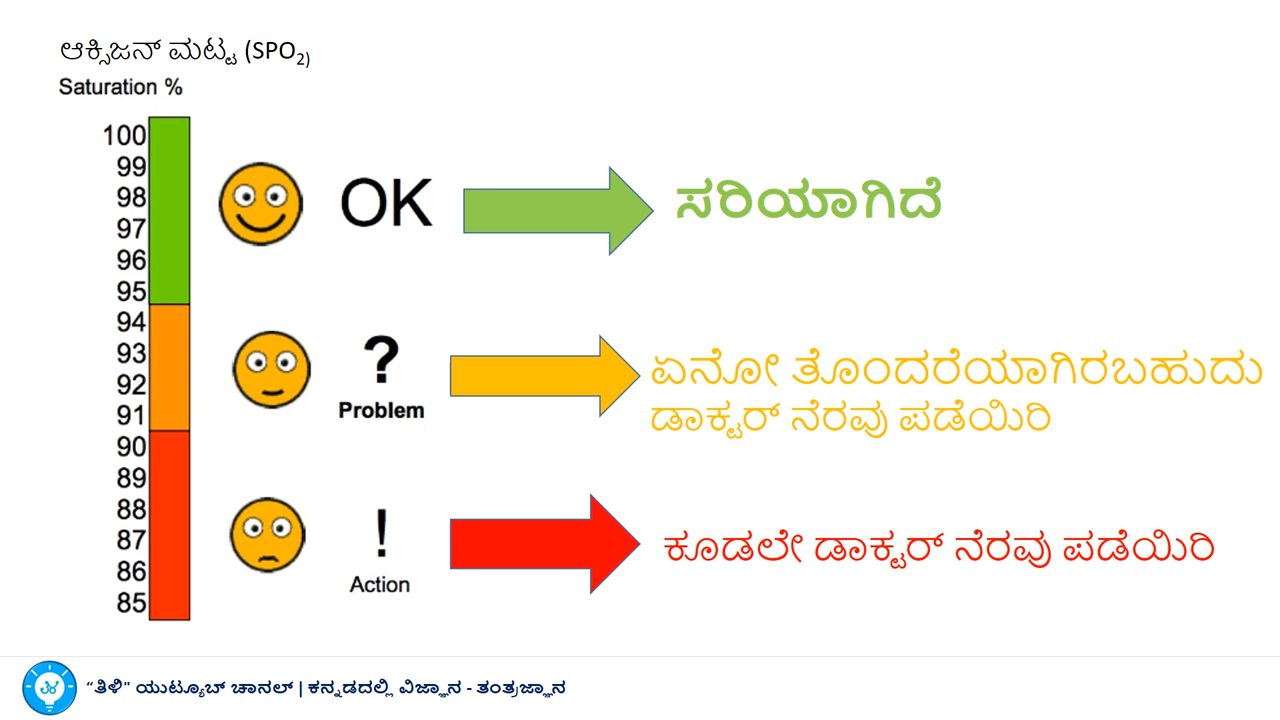 ಆಕ್ಸಿಜನ್ ಮಟ್ಟ (SPO2)
Saturation %
100
99
98
97
96
95
94
93
92
91
90
89
88
87
86
85
OK
ಸರಿಯಾಗಿದೆ
?
Problem
ಏನೋ ತೊಂದರೆಯಾಗಿರಬಹುದು
ಡಾಕ್ಟರ್ ನೆರವು ಪಡೆಯಿರಿ
!
Action
ಕೂಡಲೇ ಡಾಕ್ಟರ್ ನೆರವು ಪಡೆಯಿರಿ
“ತಿಳಿ" ಯುಟ್ಯೂಬ್ ಚಾನಲ್ | ಕನ್ನಡದಲ್ಲಿ ವಿಜ್ಞಾನ - ತಂತ್ರಜ್ಞಾನ